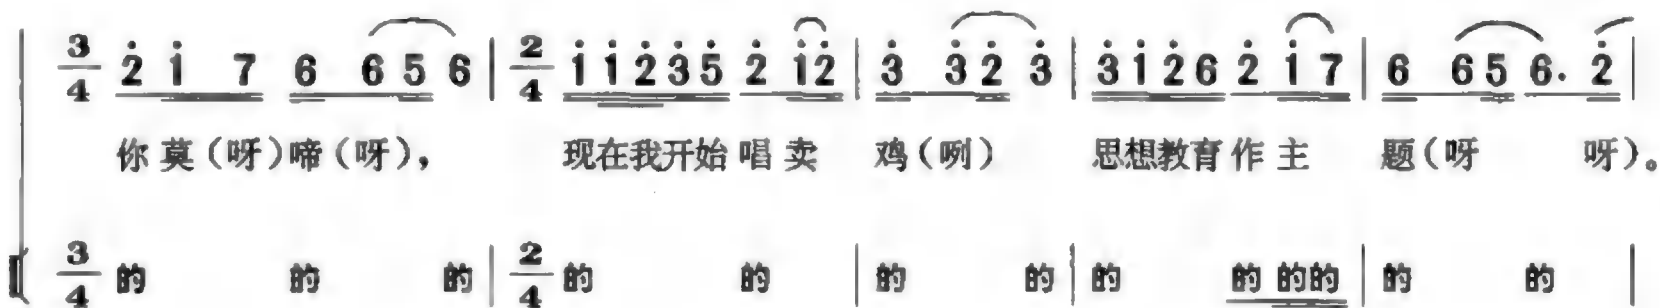 3/4 2̇ 1̇ 7 6 6 5 6 | 2/4 1̇ 1̇ 2̇ 3̇ 5̇ 2̇ 1̇ 2̇ | 3̇ 3̇ 2̇ 3̇ | 3̇ 1̇ 2̇ 6 2̇ 1̇ 7 | 6 6 5 6. 2̇ |
你莫(呀)啼(呀), 现在我开始唱卖 鸡(咧) 思想教育作主 题(呀 呀)。
3/4 的 的 的 | 2/4 的 的 | 的 的 | 的 的 的的 | 的 的 |